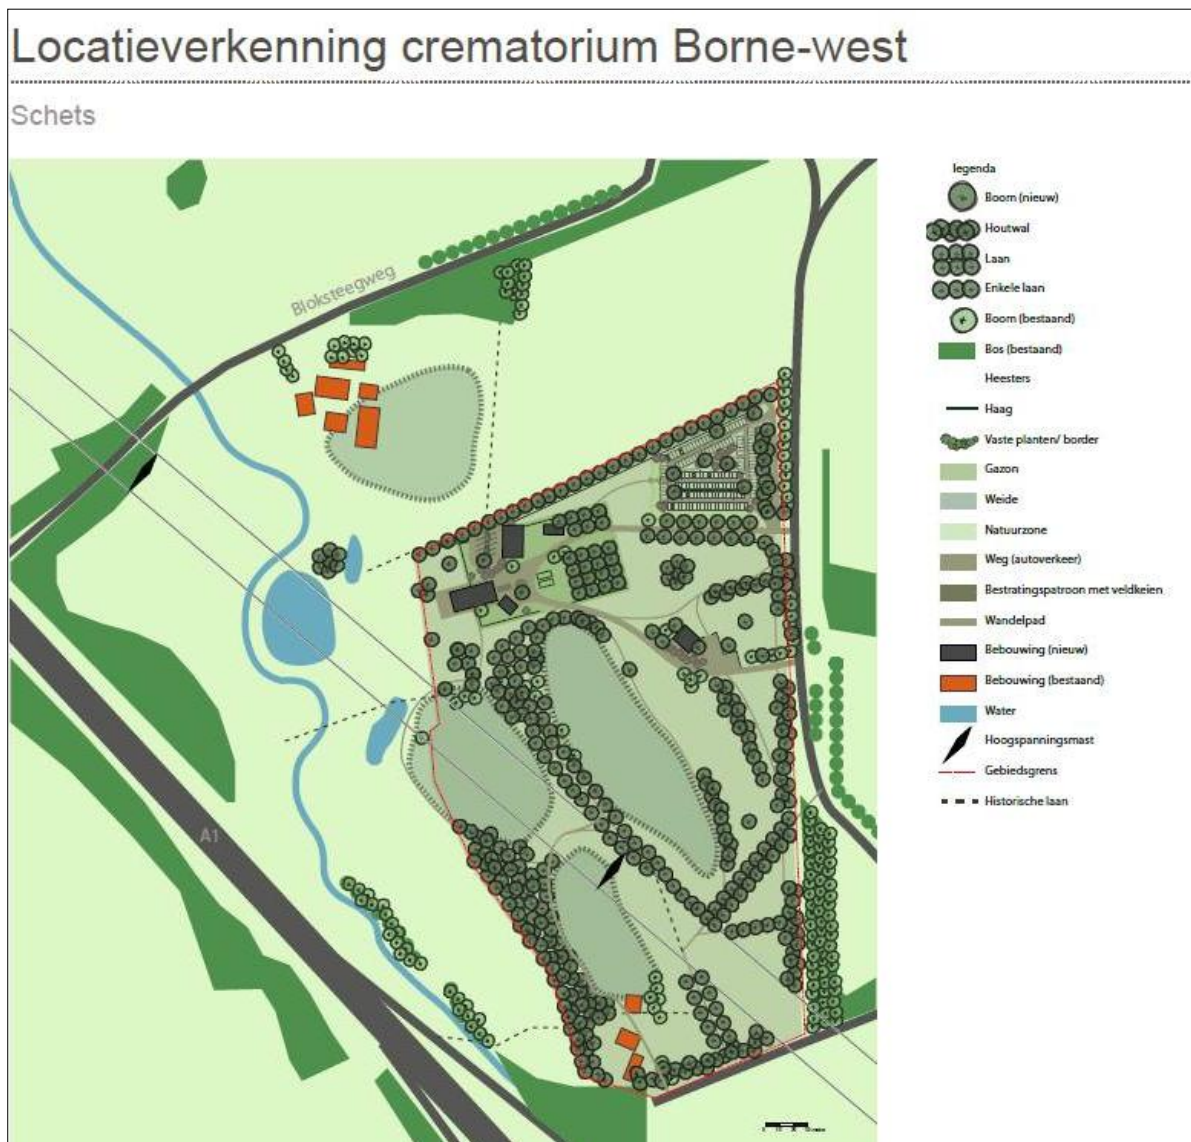 Locatieverkenning crematorium Borne-west
Schets
Bloksteegweg
A1
legenda
Boom (nieuw)
Houtwal
Laan
Enkele laan
Boom (bestaand)
Bos (bestaand)
Heesters
Haag
Vaste planten/ border
Gazon
Weide
Natuurzone
Weg (autoverkeer)
Bestratingspatroon met veldkeien
Wandelpad
Bebouwing (nieuw)
Bebouwing (bestaand)
Water
Hoogspanningsmast
Gebiedsgrens
Historische laan